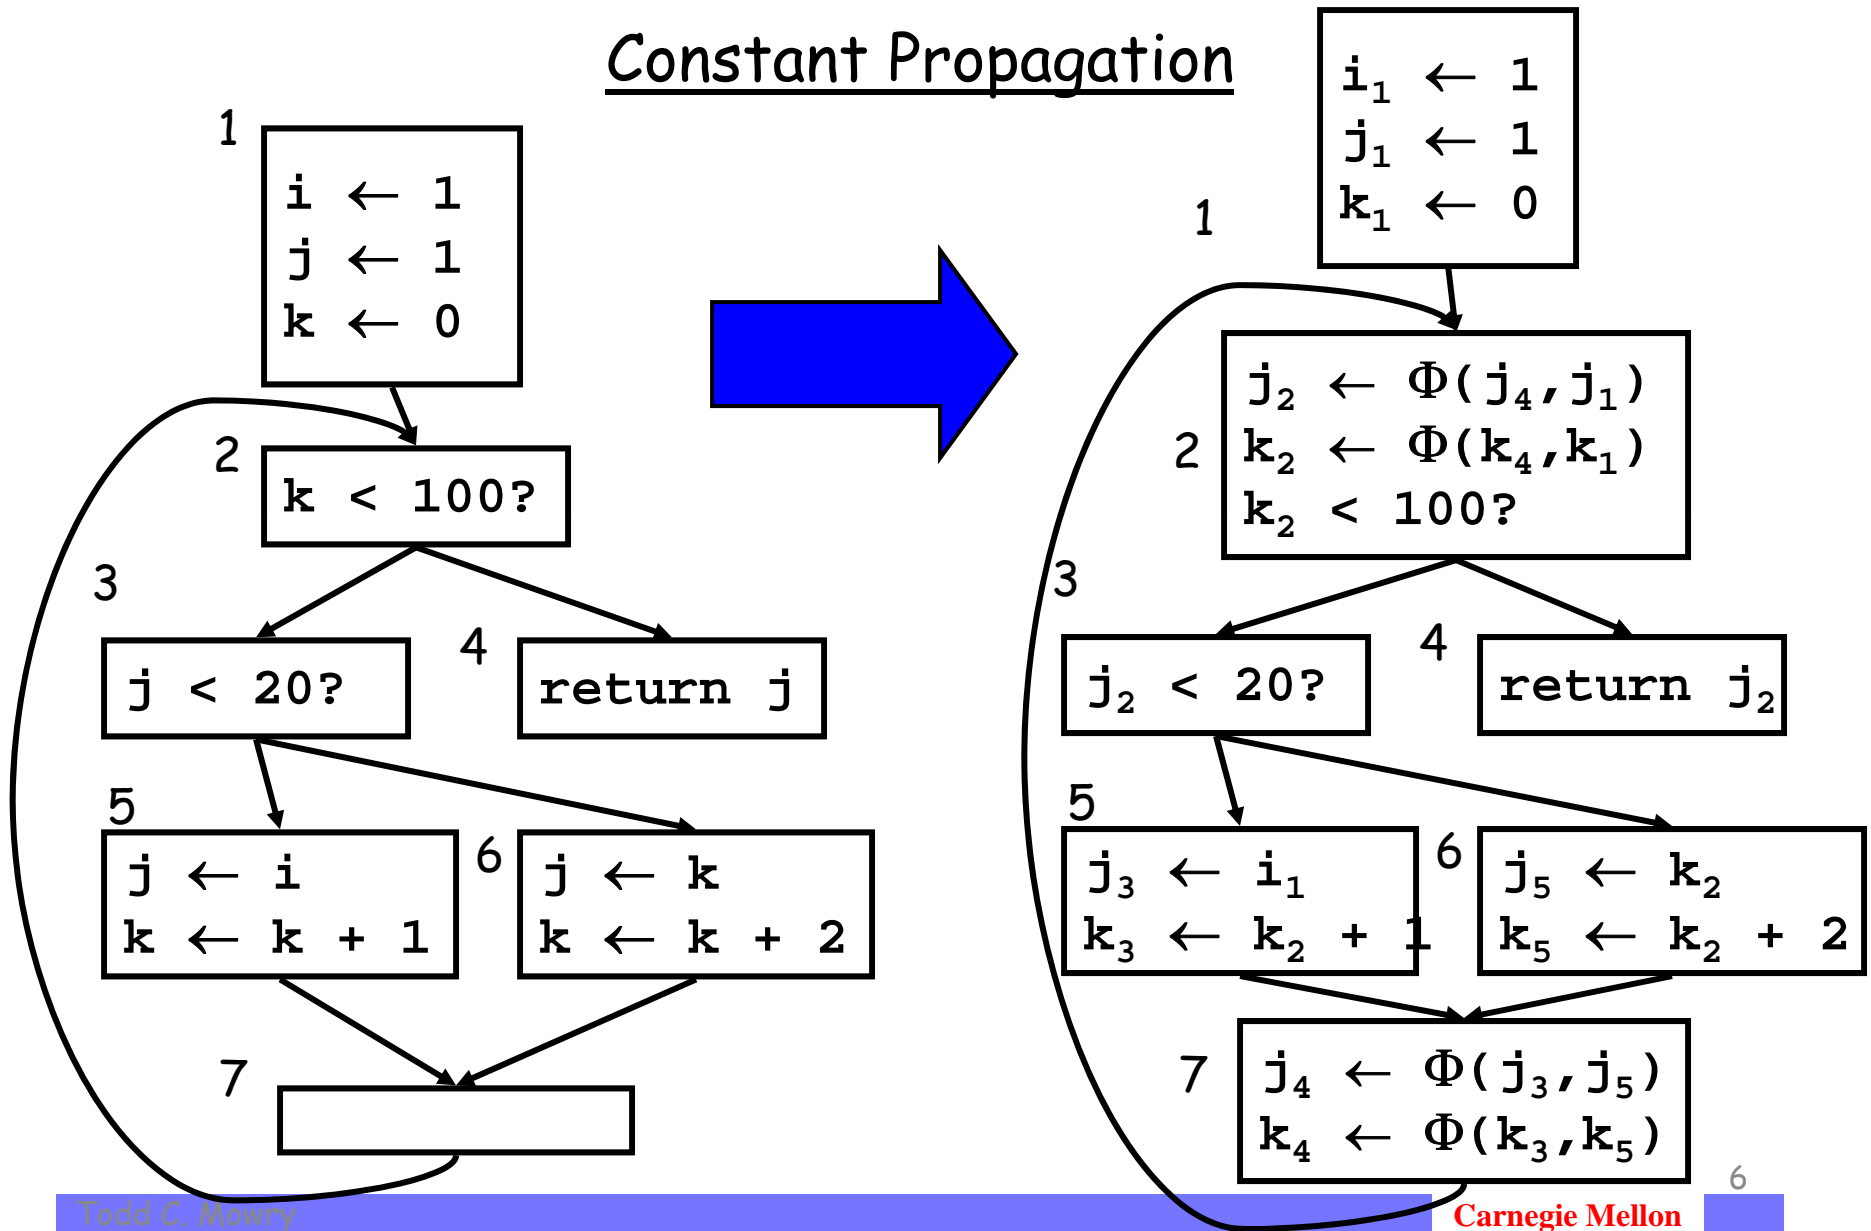 Constant Propagation
1
i ← 1
j ← 1
k ← 0
2
k < 100?
3
j < 20?
4
return j
5
j ← i
k ← k + 1
6
j ← k
k ← k + 2
7
1
i₁ ← 1
j₁ ← 1
k₁ ← 0
2
j₂ ← Φ(j₄,j₁)
k₂ ← Φ(k₄,k₁)
k₂ < 100?
3
j₂ < 20?
4
return j₂
5
j₃ ← i₁
k₃ ← k₂ + 1
6
j₅ ← k₂
k₅ ← k₂ + 2
7
j₄ ← Φ(j₃,j₅)
k₄ ← Φ(k₃,k₅)
Todd C. Mowry
Carnegie Mellon
6